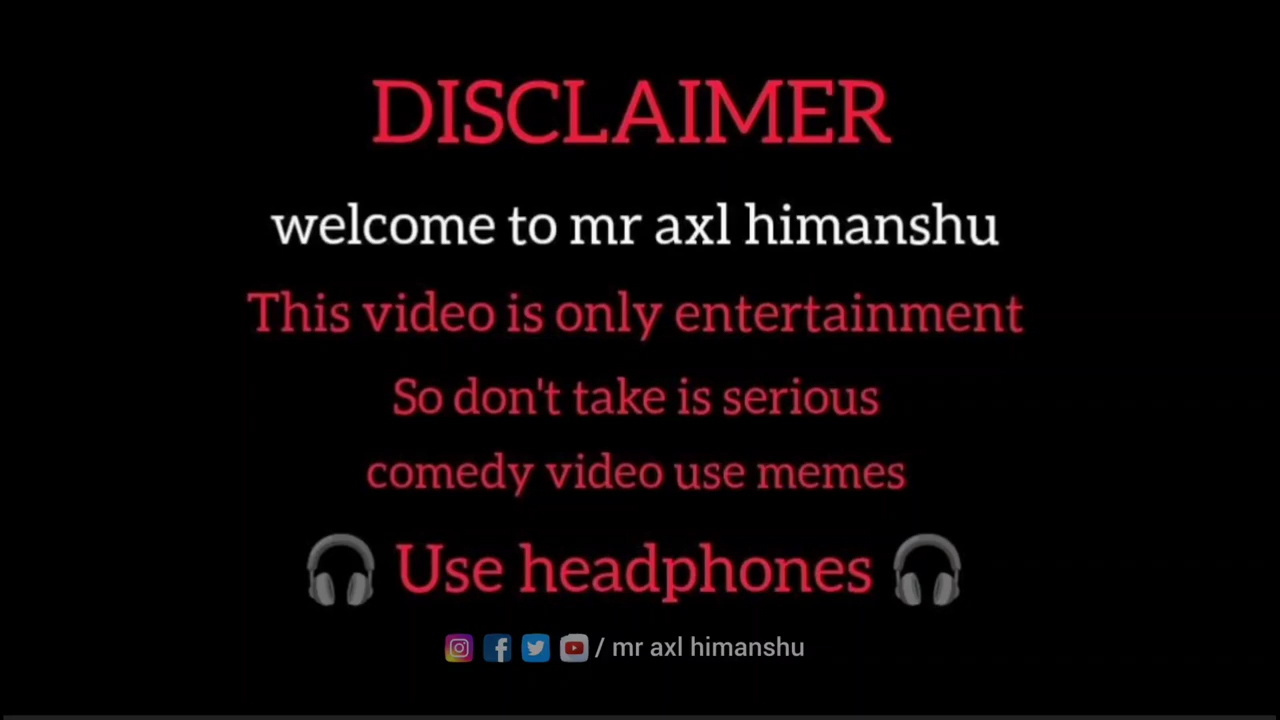 DISCLAIMER
welcome to mr axl himanshu
This video is only entertainment
So don't take is serious
comedy video use memes
Use headphones
/ mr axl himanshu